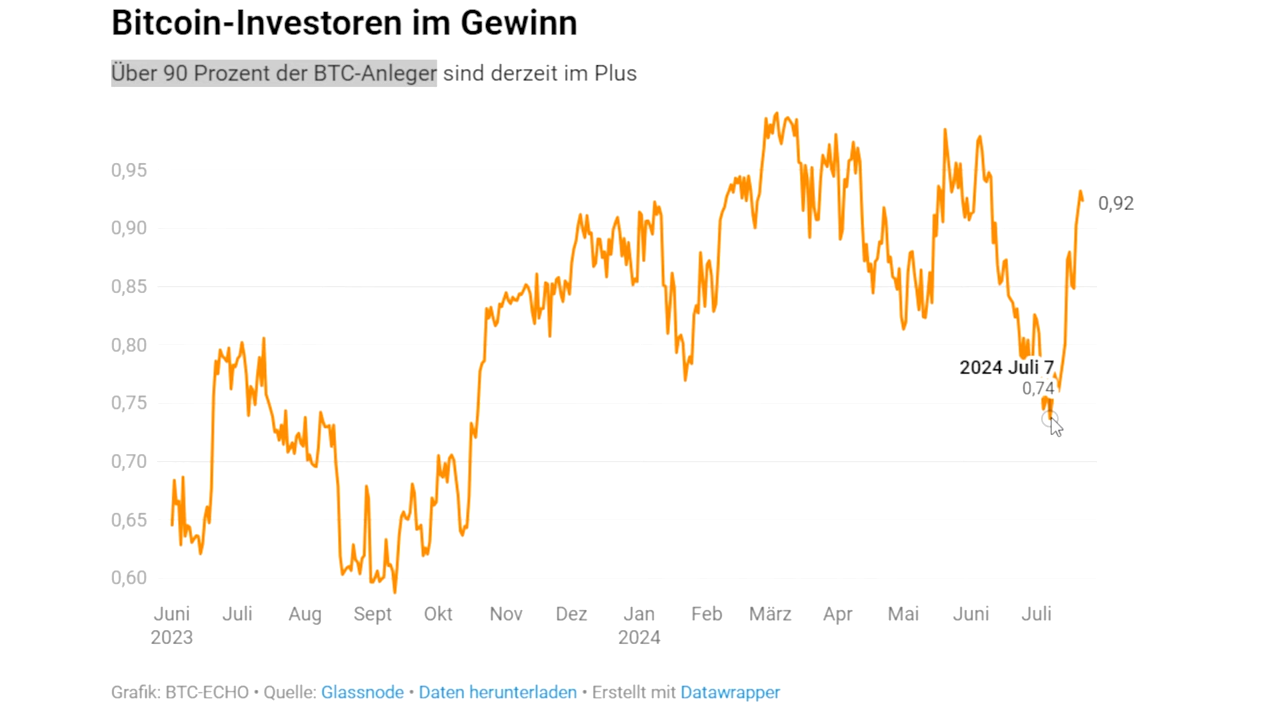 Bitcoin-Investoren im Gewinn
Über 90 Prozent der BTC-Anleger sind derzeit im Plus
0,95
0,92
0,90
0,85
0,80
2024 Juli 7
0,74
0,75
0,70
0,65
0,60
Juni Juli Aug Sept Okt Nov Dez Jan Feb März Apr Mai Juni Juli
2023 2024
Grafik: BTC-ECHO • Quelle: Glassnode • Daten herunterladen • Erstellt mit Datawrapper